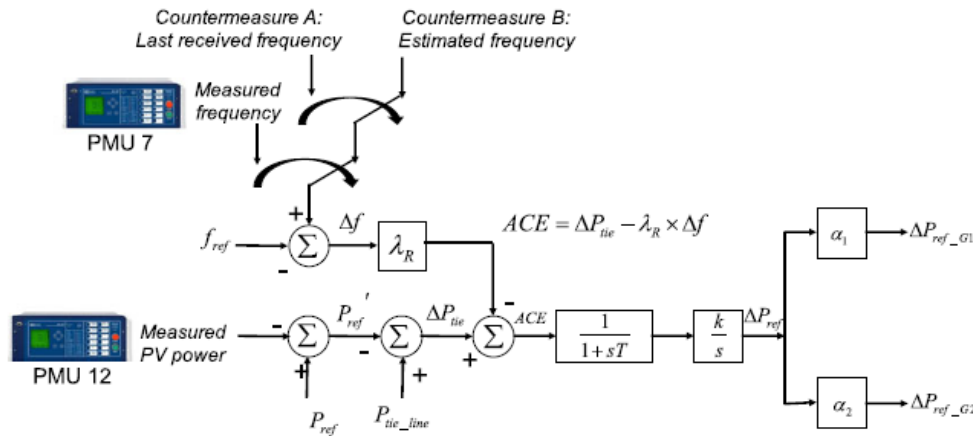 Countermeasure A:
Last received frequency
Countermeasure B:
Estimated frequency
Measured
frequency
PMU 7
f_ref
+
-
Σ
Δf
λ_R
ACE = ΔP_tie − λ_R × Δf
α_1
ΔP_ref_G1
PMU 12
Measured
PV power
-
+
Σ
P_ref'
-
+
Σ
ΔP_tie
-
+
Σ
ACE
1
1+sT
k
s
ΔP_ref
P_ref
P_tie_line
α_2
ΔP_ref_G2